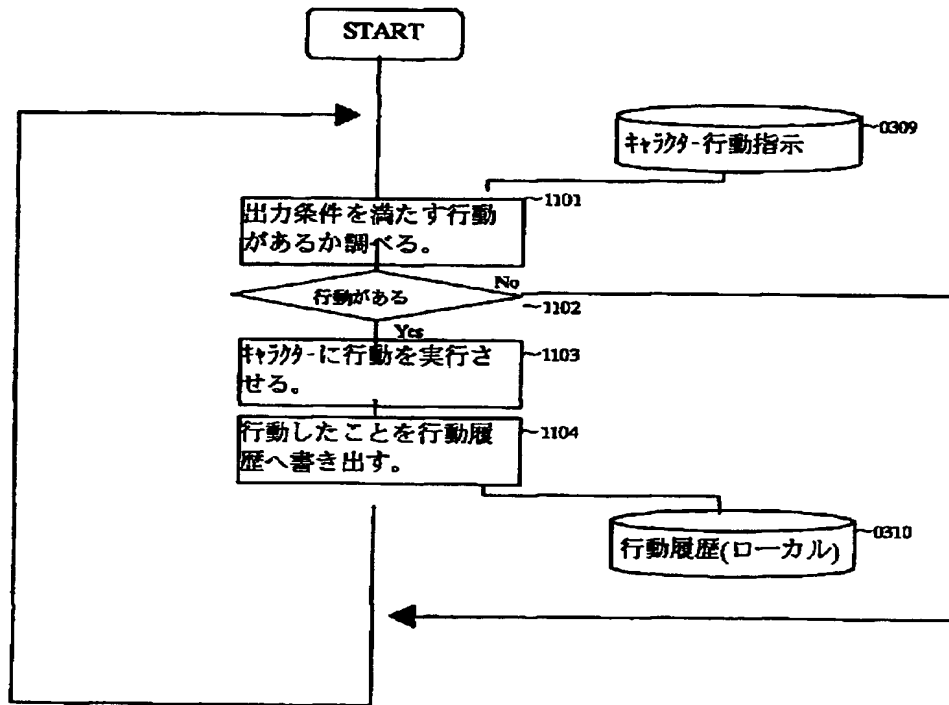 START
キャラクター行動指示
0309
1101
出力条件を満たす行動
があるか調べる。
行動がある
No
1102
Yes
キャラクターに行動を実行さ
せる。
1103
行動したことを行動履
歴へ書き出す。
1104
行動履歴(ローカル)
0310